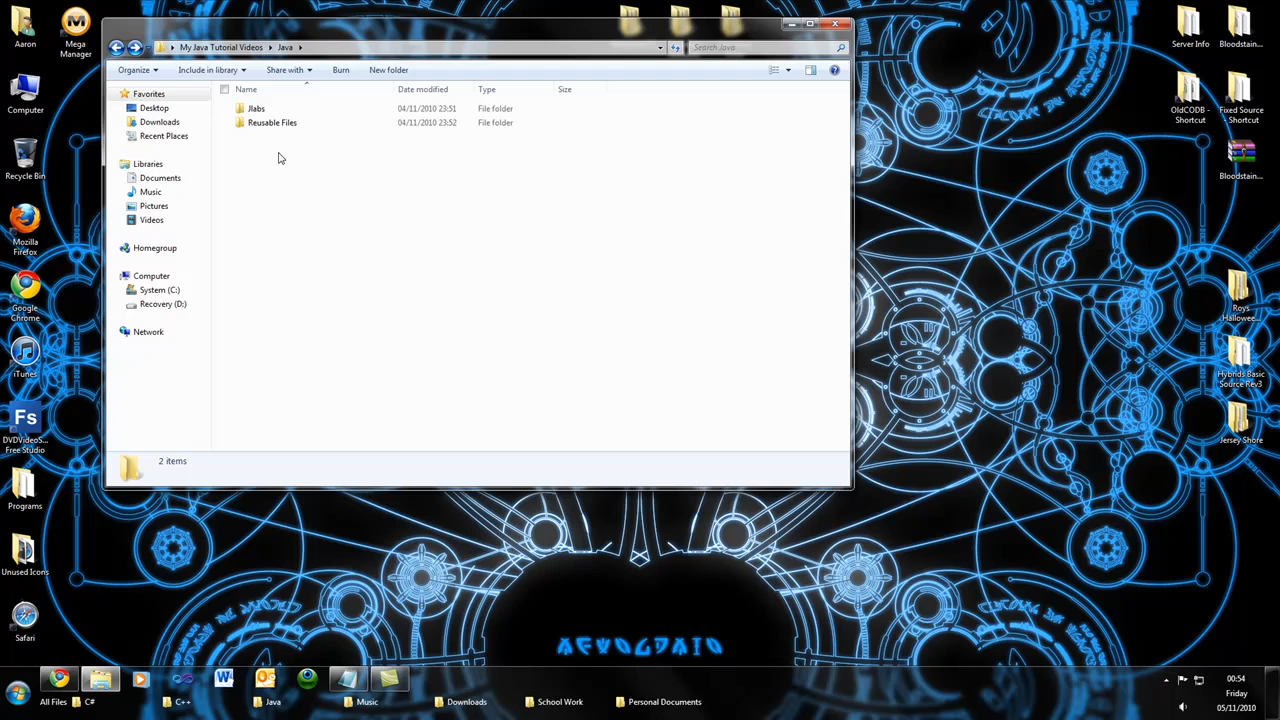 Aaron
Mega
Manager
Computer
Recycle Bin
Mozilla
Firefox
Google
Chrome
iTunes
Fs
DVDVideoS...
Free Studio
Programs
Unused Icons
Safari
My Java Tutorial Videos
Java
Search Java
Organize
Include in library
Share with
Burn
New folder
Name
Date modified
Type
Size
Favorites
Desktop
Downloads
Recent Places
Libraries
Documents
Music
Pictures
Videos
Homegroup
Computer
System (C:)
Recovery (D:)
Network
Jlabs 04/11/2010 23:51 File folder
Reusable Files 04/11/2010 23:52 File folder
2 items
Server Info
Bloodstain...
OldCODB -
Shortcut
Fixed Source
- Shortcut
Bloodstain...
Roys
Hallowee...
Hybrids Basic
Source Rev3
Jersey Shore
All Files
C#
C++
Java
Music
Downloads
School Work
Personal Documents
00:54
Friday
05/11/2010